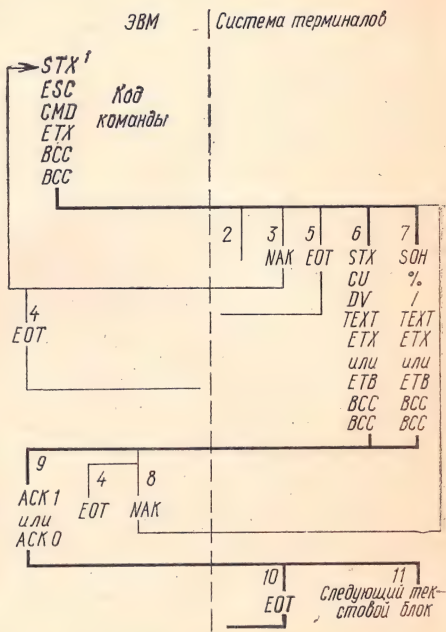 ЭВМ Система терминалов
STX 1
ESC
CMD
ETX
BCC
BCC
Код
команды
2
3
NAK
5
EOT
6
STX
CU
DV
TEXT
ETX
или
ETB
BCC
BCC
7
SOH
%
/
TEXT
ETX
или
ETB
BCC
BCC
4
EOT
9
ACK 1
или
ACK 0
4
EOT
8
NAK
10
EOT
11
Следующий тек-
стовой блок